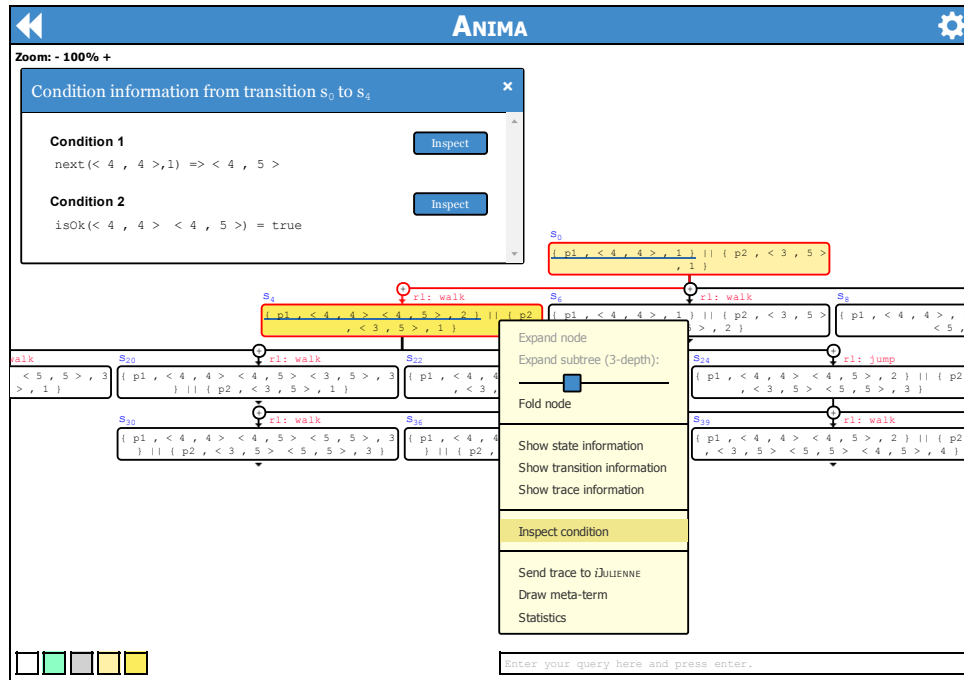 ANIMA
Zoom: - 100% +
Condition information from transition s0 to s4
×
Condition 1
Inspect
next(< 4 , 4 >,1) => < 4 , 5 >
Condition 2
Inspect
isOk(< 4 , 4 > < 4 , 5 >) = true
S0
{ p1 , < 4 , 4 > , 1 } || { p2 , < 3 , 5 >
, 1 }
S4
rl: walk
S6
rl: walk
S8
{ p1 , < 4 , 4 > < 4 , 5 > , 2 } || { p2
, < 3 , 5 > , 1 }
{ p1 , < 4 , 4 > , 1 } || { p2 , < 3 , 5 >
> , 2 }
{ p1 , < 4 , 4 > ,
< 5 ,
walk
S20
rl: walk
S22
S24
rl: jump
< 5 , 5 > , 3
> , 1 }
{ p1 , < 4 , 4 > < 4 , 5 > < 3 , 5 > , 3
} || { p2 , < 3 , 5 > , 1 }
{ p1 , < 4 , 4
, < 3 ,
{ p1 , < 4 , 4 > < 4 , 5 > , 2 } || { p2
, < 3 , 5 > < 5 , 5 > , 3 }
S30
rl: walk
S36
S39
rl: walk
{ p1 , < 4 , 4 > < 4 , 5 > < 5 , 5 > , 3
} || { p2 , < 3 , 5 > < 5 , 5 > , 3 }
{ p1 , < 4 , 4
} || { p2 ,
{ p1 , < 4 , 4 > < 4 , 5 > , 2 } || { p2
, < 3 , 5 > < 5 , 5 > < 4 , 5 > , 4 }
Expand node
Expand subtree (3-depth):
Fold node
Show state information
Show transition information
Show trace information
Inspect condition
Send trace to iJULIENNE
Draw meta-term
Statistics
Enter your query here and press enter.